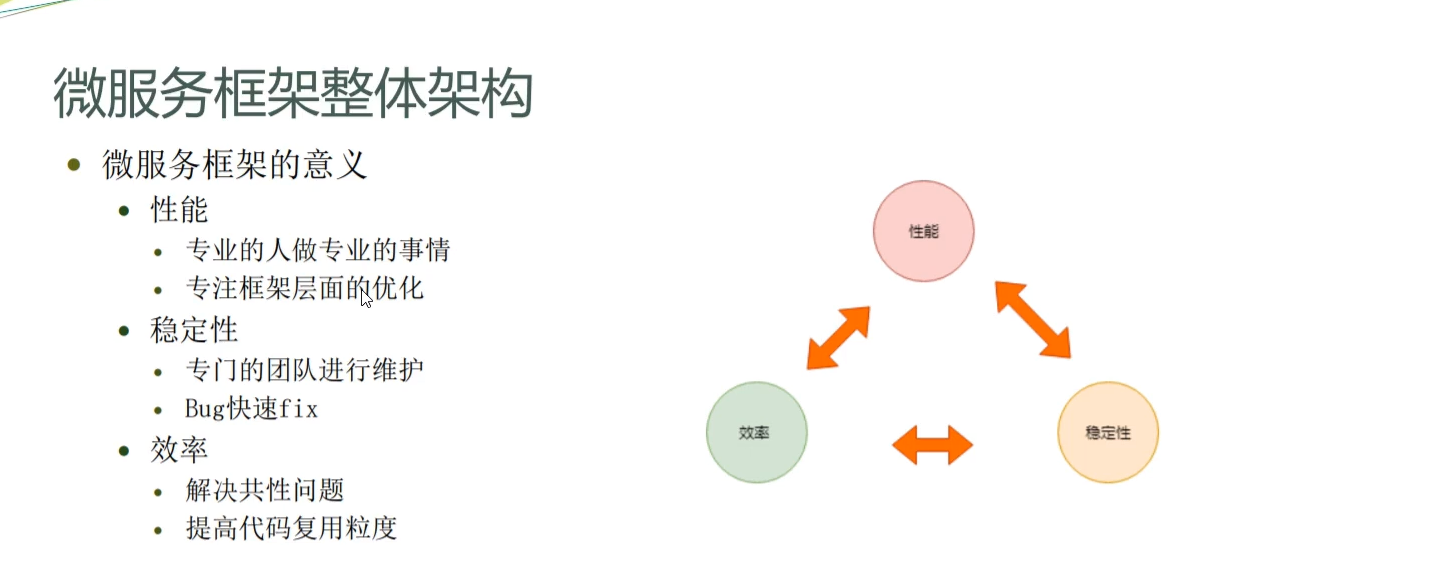 微服务框架整体架构
微服务框架的意义
性能
专业的人做专业的事情
专注框架层面的优化
稳定性
专门的团队进行维护
Bug快速fix
效率
解决共性问题
提高代码复用粒度
性能
效率
稳定性